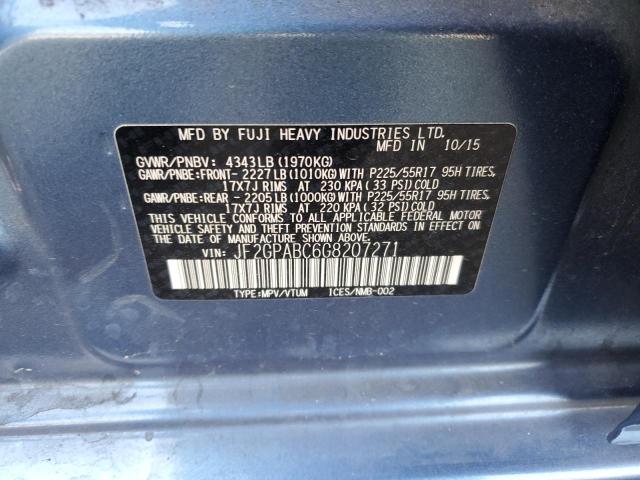 MFD BY FUJI HEAVY INDUSTRIES LTD.
MFD IN 10/15
GVWR/PNBV: 4343LB (1970KG)
GAWR/PNBE:FRONT- 2227LB (1010KG) WITH P225/55R17 95H TIRES,
17X7J RIMS AT 230 KPA (33 PSI) COLD
GAWR/PNBE:REAR - 2205LB (1000KG) WITH P225/55R17 95H TIRES,
17X7J RIMS AT 220 KPA (32 PSI) COLD
THIS VEHICLE CONFORMS TO ALL APPLICABLE FEDERAL MOTOR
VEHICLE SAFETY, BUMPER, AND THEFT PREVENTION STANDARDS IN EFFECT
ON THE DATE OF MANUFACTURE SHOWN ABOVE.
VIN: JF2GPABC6G8207271
TYPE:MPV/VTUM ICES/NMB-002